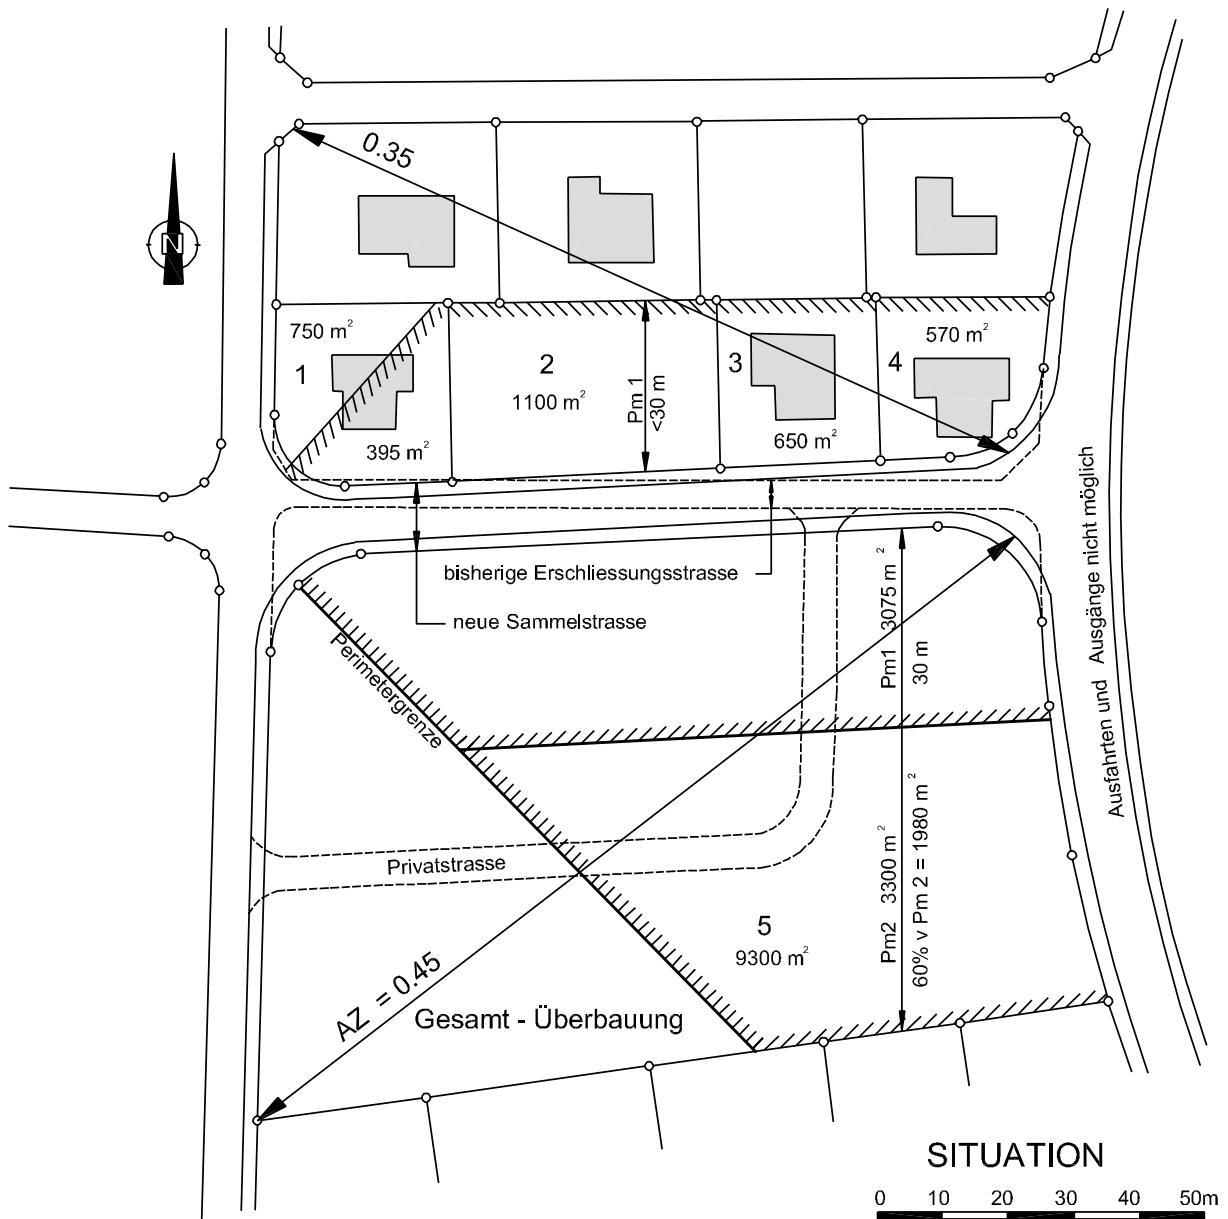 0.35
N
750 m²
1
2
1100 m²
Pm 1
<30 m
3
4
570 m²
395 m²
650 m²
bisherige Erschliessungsstrasse
neue Sammelstrasse
Perimetergrenze
Pm1 3075 m²
30 m
Ausfahrten und Ausgänge nicht möglich
Privatstrasse
5
9300 m²
Pm2 3300 m²
60% v Pm 2 = 1980 m²
AZ = 0.45
Gesamt - Überbauung
SITUATION
0 10 20 30 40 50m